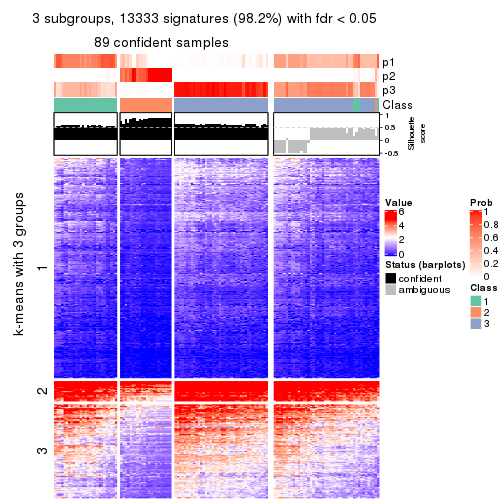 3 subgroups, 13333 signatures (98.2%) with fdr < 0.05
89 confident samples
p1
p2
p3
Class
1
0.5
0
-0.5
Silhouette
score
k-means with 3 groups
1
2
3
Value
6
4
2
0
Status (barplots)
confident
ambiguous
Prob
1
0.8
0.6
0.4
0.2
0
Class
1
2
3